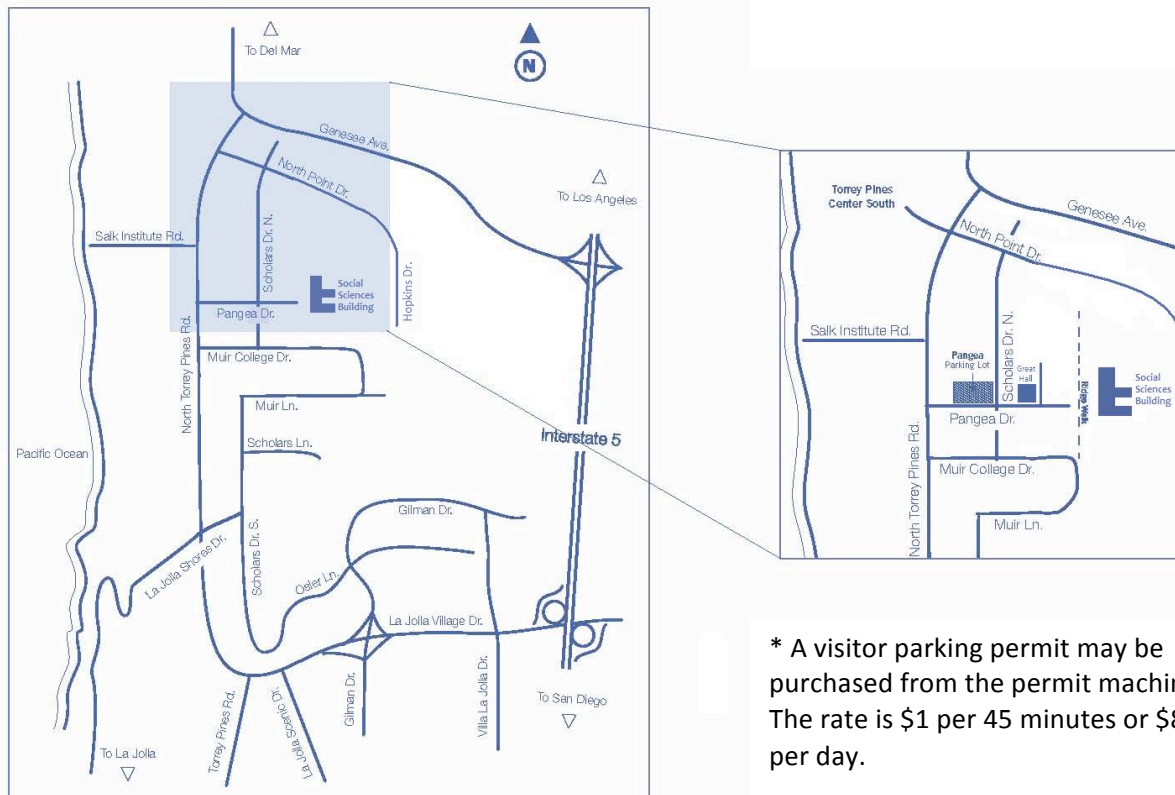 To Del Mar
N
Genesee Ave.
North Point Dr.
To Los Angeles
Salk Institute Rd.
Scholars Dr. N.
Social
Sciences
Building
Hopkins Dr.
Pangea Dr.
North Torrey Pines Rd.
Muir College Dr.
Muir Ln.
Interstate 5
Scholars Ln.
Pacific Ocean
Gilman Dr.
La Jolla Shores Dr.
Scholars Dr. S.
Osler Ln.
La Jolla Village Dr.
To San Diego
Torrey Pines Rd.
La Jolla Scenic Dr.
Gilman Dr.
Villa La Jolla Dr.
To La Jolla
Torrey Pines
Center South
Genesee Ave.
North Point Dr.
Salk Institute Rd.
Scholars Dr. N.
Pangea
Parking Lot
Great
Hall
Ridge Walk
Social
Sciences
Building
Pangea Dr.
North Torrey Pines Rd.
Muir College Dr.
Muir Ln.
* A visitor parking permit may be
purchased from the permit machin
The rate is $1 per 45 minutes or $8
per day.